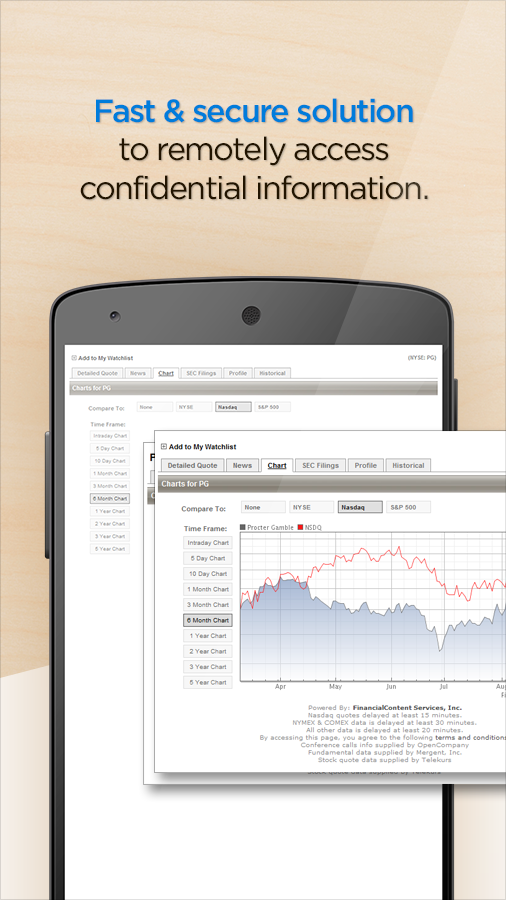 Fast & secure solution
to remotely access
confidential information.
Add to My Watchlist
(NYSE: PG)
Detailed Quote News Chart SEC Filings Profile Historical
Charts for PG
Compare To: None NYSE Nasdaq S&P 500
Time Frame:
Intraday Chart
5 Day Chart
10 Day Chart
1 Month Chart
3 Month Chart
6 Month Chart
1 Year Chart
2 Year Chart
3 Year Chart
5 Year Chart
Add to My Watchlist
Detailed Quote News Chart SEC Filings Profile Historical
Charts for PG
Compare To: None NYSE Nasdaq S&P 500
Time Frame: Procter Gamble NSDQ
Intraday Chart
5 Day Chart
10 Day Chart
1 Month Chart
3 Month Chart
6 Month Chart
1 Year Chart
2 Year Chart
3 Year Chart
5 Year Chart
Apr May Jun Jul Aug
Powered By: FinancialContent Services, Inc.
Nasdaq quotes delayed at least 15 minutes.
NYMEX & COMEX data is delayed at least 30 minutes.
All other data is delayed at least 20 minutes.
By accessing this page, you agree to the following terms and conditions
Conference calls info supplied by OpenCompany
Fundamental data supplied by Mergent, Inc.
Stock quote data supplied by Telekurs